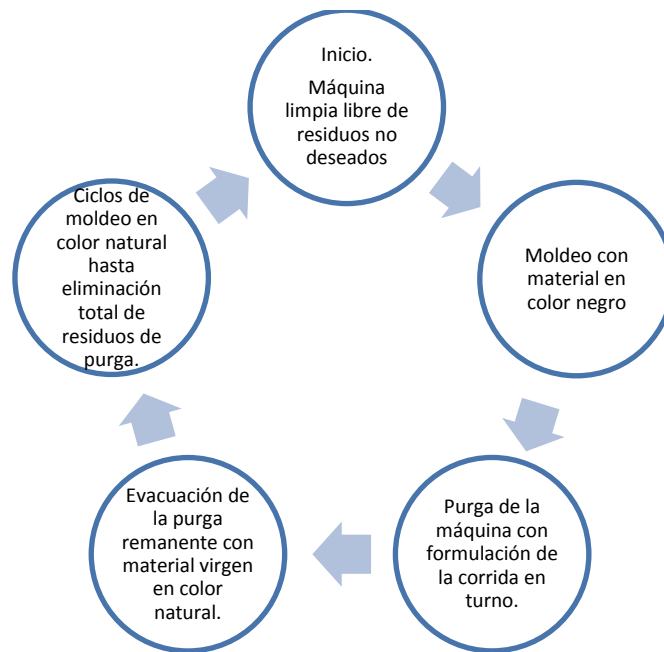 Inicio.
Máquina
limpia libre de
residuos no
deseados
Moldeo con
material en
color negro
Purga de la
máquina con
formulación de
la corrida en
turno.
Evacuación de
la purga
remanente con
material virgen
en color
natural.
Ciclos de
moldeo en
color natural
hasta
eliminación
total de
residuos de
purga.